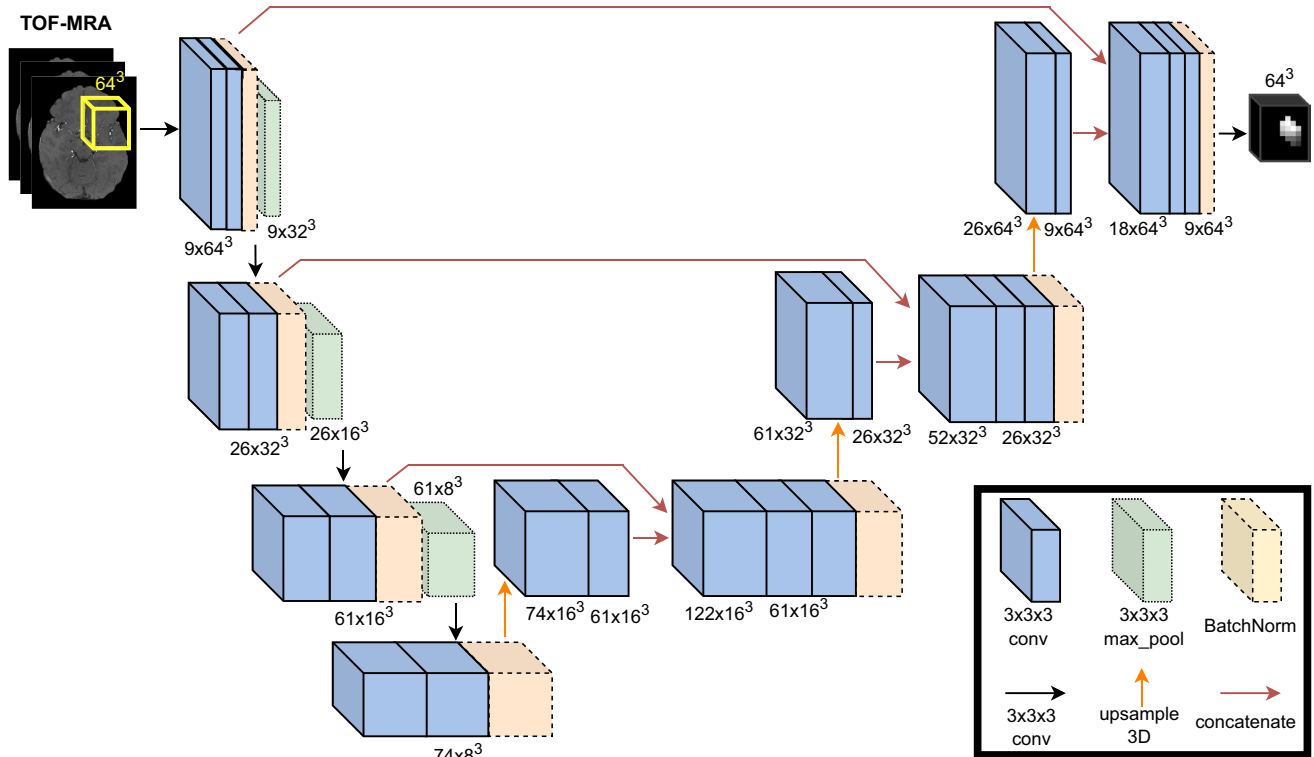 TOF-MRA
64³
64³
9x64³
9x32³
26x64³
9x64³
18x64³
9x64³
26x32³
26x16³
61x32³
26x32³
52x32³
26x32³
61x8³
61x16³
74x16³
61x16³
122x16³
61x16³
74x8³
3x3x3
conv
3x3x3
max_pool
BatchNorm
3x3x3
conv
upsample
3D
concatenate